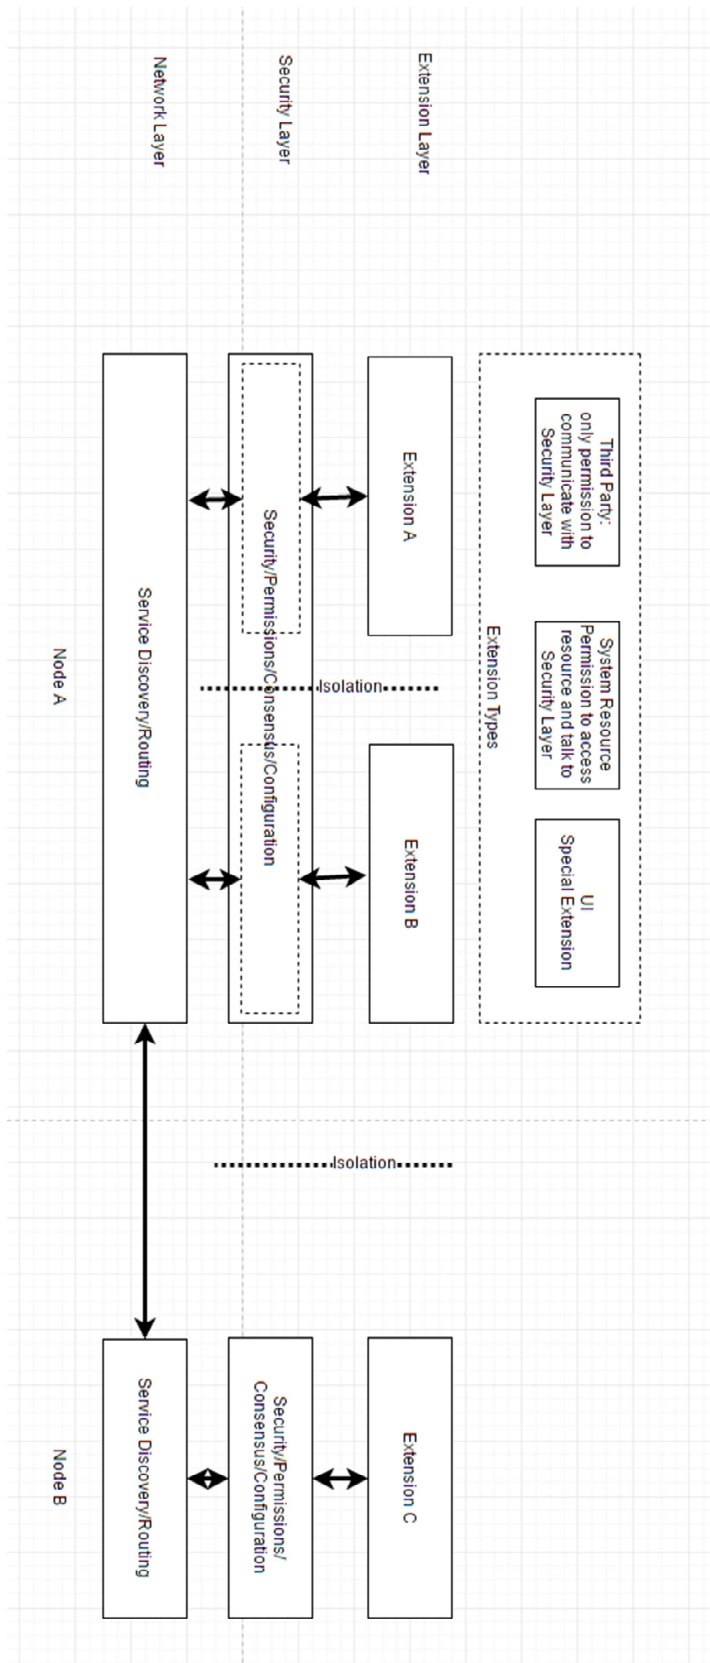 Third Party:
only permission to
communicate with
Security Layer
System Resource
Permission to access
resource and talk to
Security Layer
UI
Special Extension
Extension Types
Extension Layer
Extension A
Isolation
Extension B
Isolation
Extension C
Security Layer
Security/Permissions/Consensus/Configuration
Security/Permissions/
Consensus/Configuration
Network Layer
Service Discovery/Routing
Service Discovery/Routing
Node A
Node B